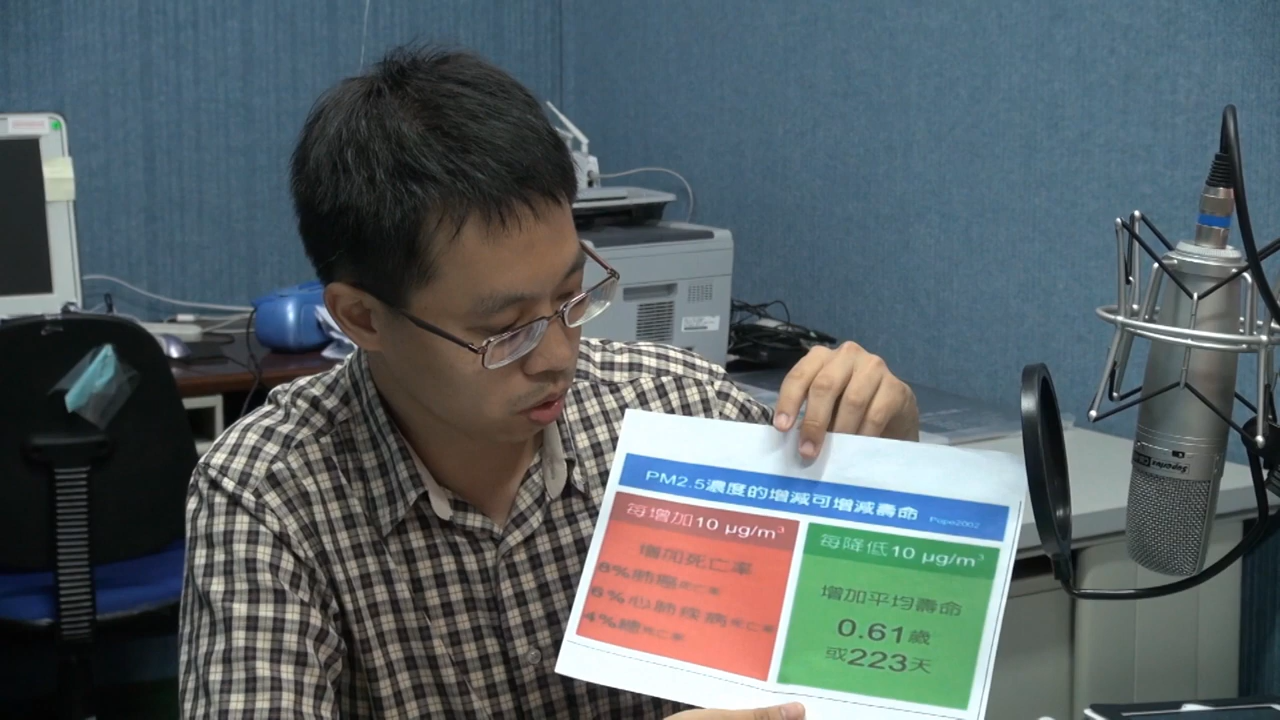 PM2.5濃度的增減可增減壽命 Pope2002
每增加10 μg/m³
增加死亡率
8%肺癌死亡率
6%心肺疾病死亡率
4%總死亡率
每降低10 μg/m³
增加平均壽命
0.61歲
或223天
Superlux